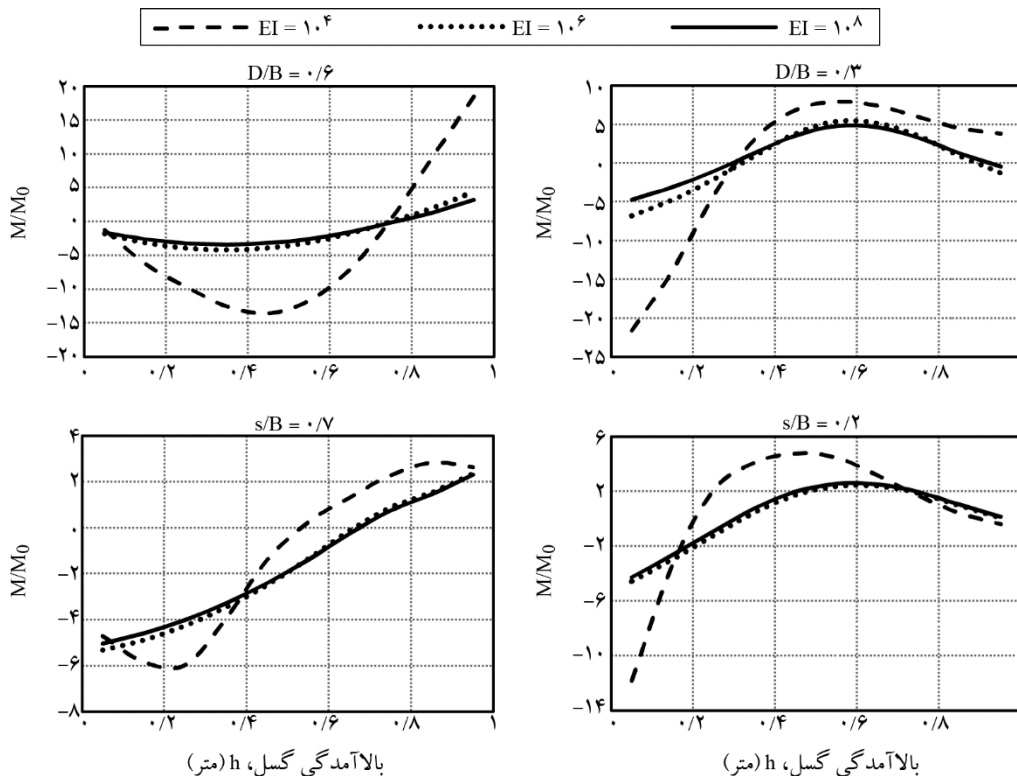 EI = ۱۰^۴ EI = ۱۰^۶ EI = ۱۰^۸
D/B = ۰/۶
M/M₀
۲۰
۱۵
۱۰
۵
۰
−۵
−۱۰
−۱۵
−۲۰
۰ ۰/۲ ۰/۴ ۰/۶ ۰/۸ ۱
D/B = ۰/۳
M/M₀
۱۰
۵
۰
−۵
−۱۰
−۱۵
−۲۰
−۲۵
۰ ۰/۲ ۰/۴ ۰/۶ ۰/۸
s/B = ۰/۷
M/M₀
۴
۲
۰
−۲
−۴
−۶
−۸
۰ ۰/۲ ۰/۴ ۰/۶ ۰/۸ ۱
بالاآمدگی گسل، h (متر)
s/B = ۰/۲
M/M₀
۶
۲
−۲
−۶
−۱۰
−۱۴
۰ ۰/۲ ۰/۴ ۰/۶ ۰/۸
بالاآمدگی گسل، h (متر)